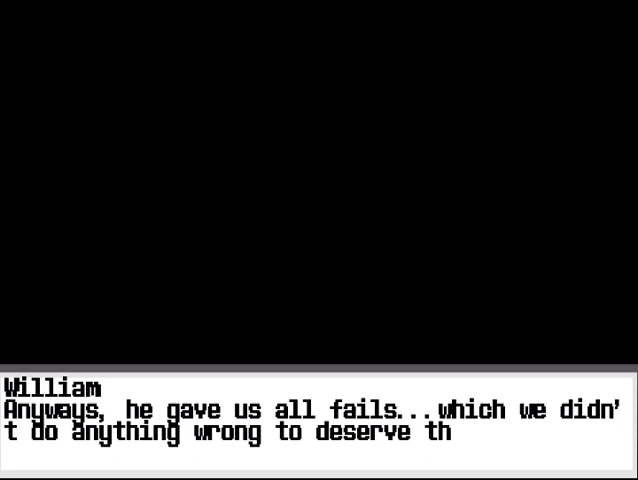 William
Anyways, he gave us all fails...which we didn'
t do anything wrong to deserve th